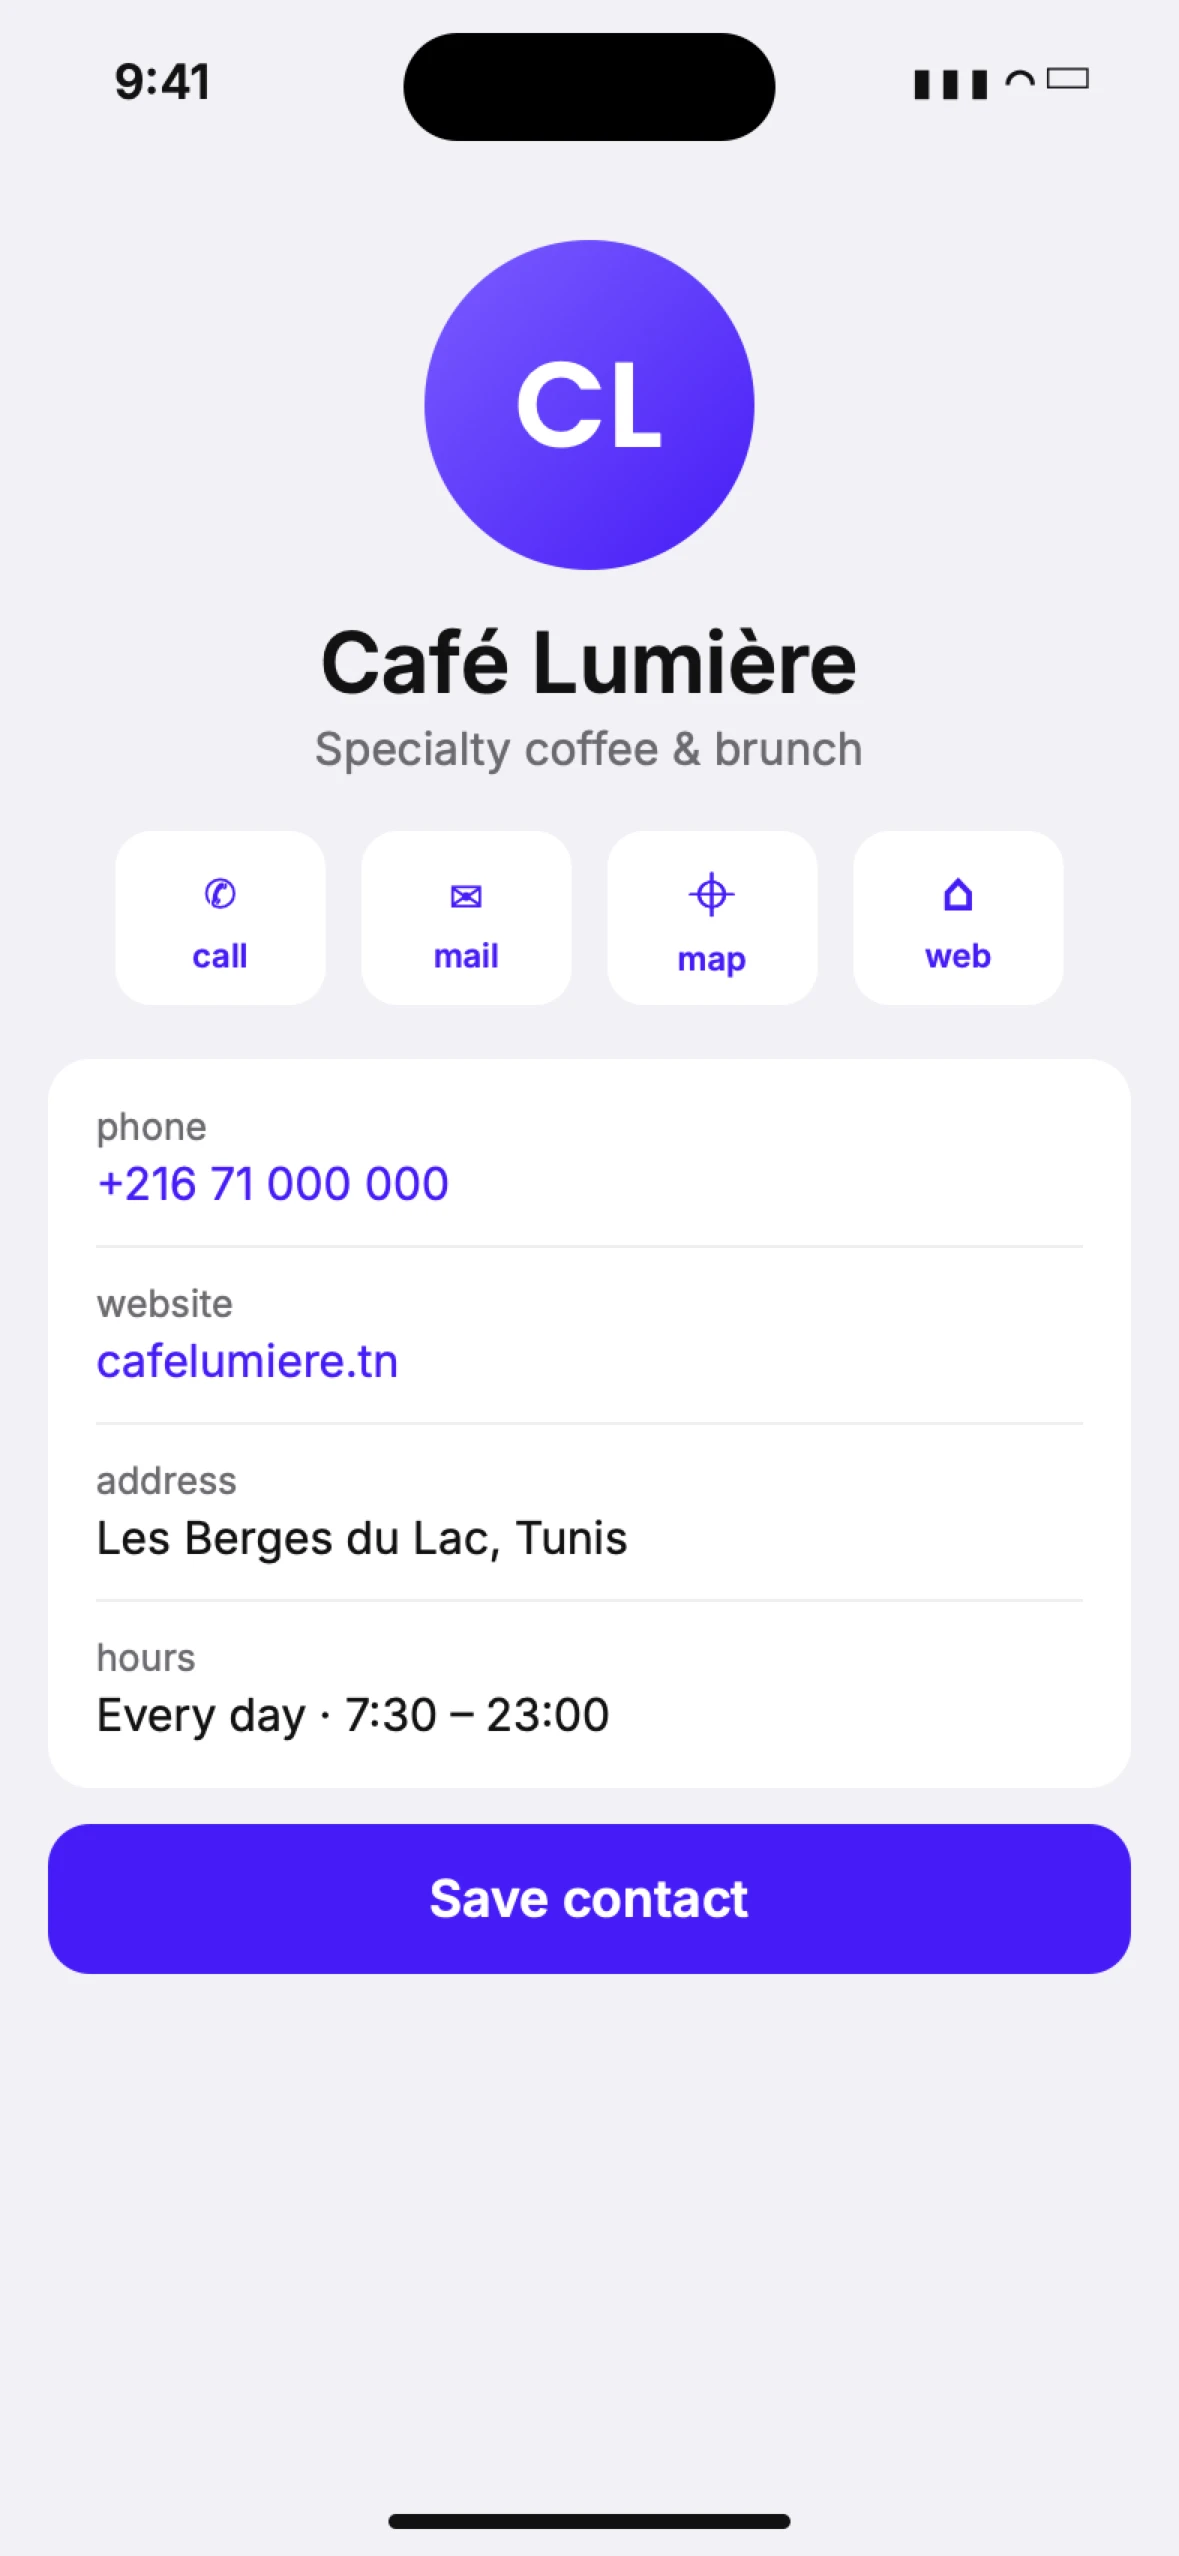 9:41
CL
Café Lumière
Specialty coffee & brunch
call
mail
map
web
phone
+216 71 000 000
website
cafelumiere.tn
address
Les Berges du Lac, Tunis
hours
Every day · 7:30 – 23:00
Save contact